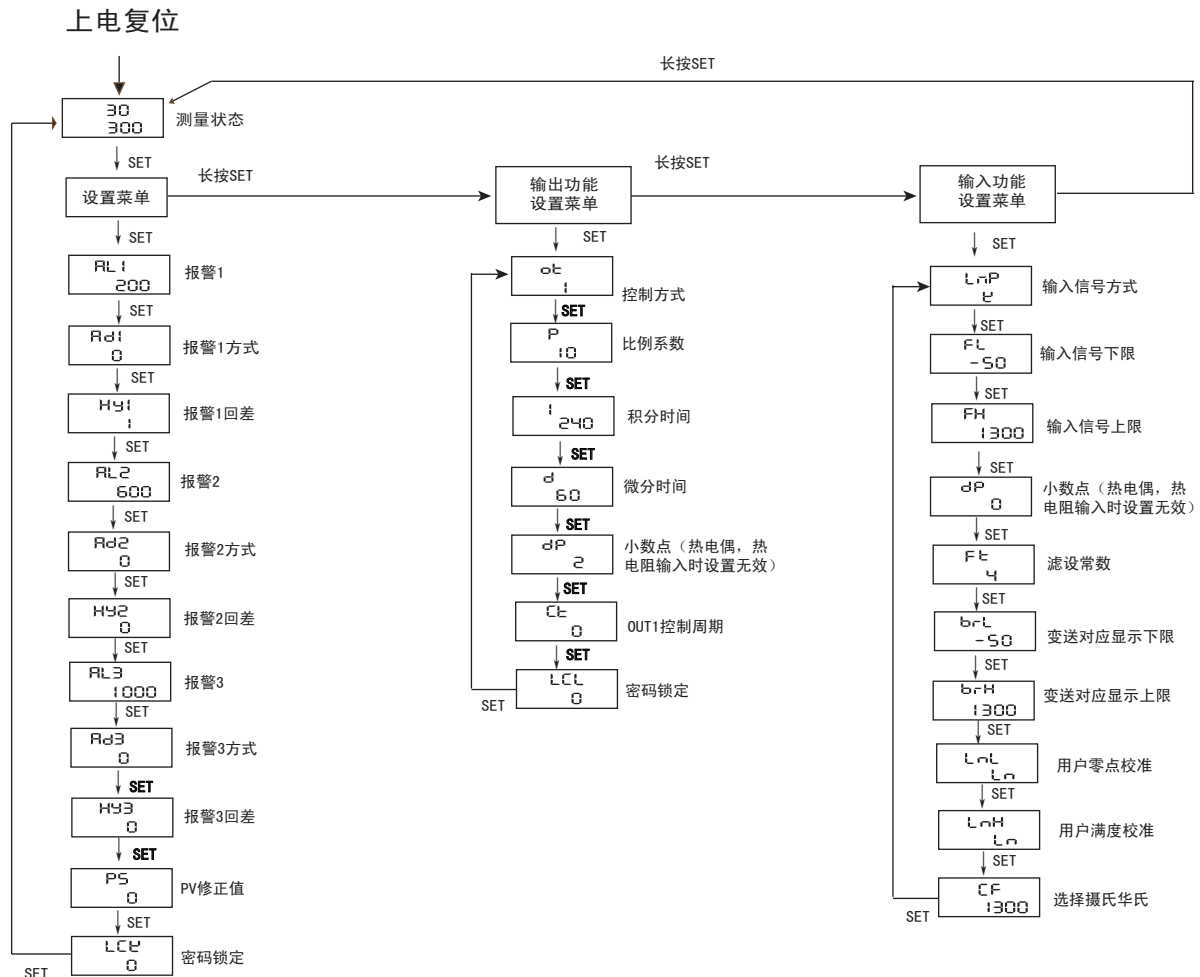 上电复位
长按SET
30
300
测量状态
SET
设置菜单
长按SET
SET
AL1
200
报警1
SET
Ad1
0
报警1方式
SET
Hy1
1
报警1回差
SET
AL2
600
报警2
SET
Ad2
0
报警2方式
SET
Hy2
0
报警2回差
SET
AL3
1000
报警3
SET
Ad3
0
报警3方式
SET
Hy3
0
报警3回差
SET
PS
0
PV修正值
SET
LCK
0
密码锁定
SET
输出功能
设置菜单
长按SET
SET
ot
1
控制方式
SET
P
10
比例系数
SET
I
240
积分时间
SET
d
60
微分时间
SET
dP
2
小数点（热电偶，热
电阻输入时设置无效）
SET
Ct
0
OUT1控制周期
SET
LCL
0
密码锁定
SET
输入功能
设置菜单
SET
LnP
K
输入信号方式
SET
FL
-50
输入信号下限
SET
FH
1300
输入信号上限
SET
dP
0
小数点（热电偶，热
电阻输入时设置无效）
SET
Ft
4
滤设常数
SET
brL
-50
变送对应显示下限
SET
brH
1300
变送对应显示上限
SET
LnL
Ln
用户零点校准
SET
LnH
Ln
用户满度校准
SET
CF
1300
选择摄氏华氏
SET